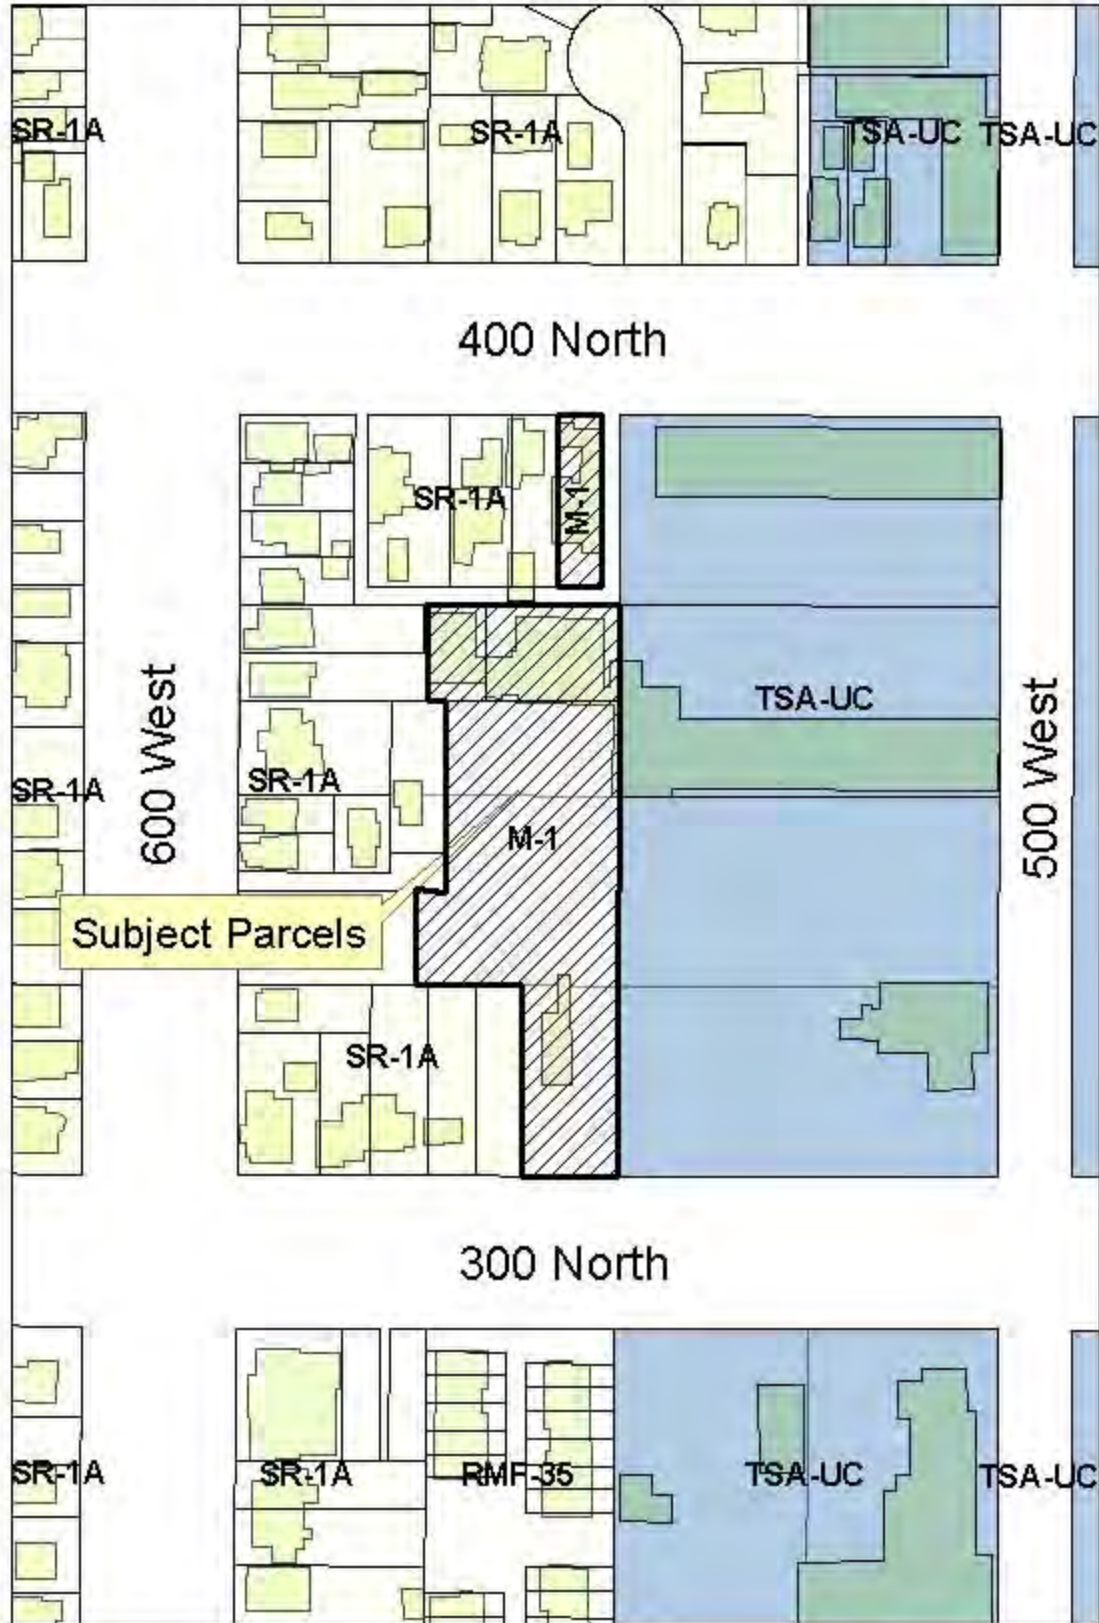 SR-1A
SR-1A
TSA-UC
TSA-UC
400 North
SR-1A
M-1
600 West
TSA-UC
500 West
SR-1A
SR-1A
M-1
Subject Parcels
SR-1A
300 North
SR-1A
SR-1A
RMF-35
TSA-UC
TSA-UC